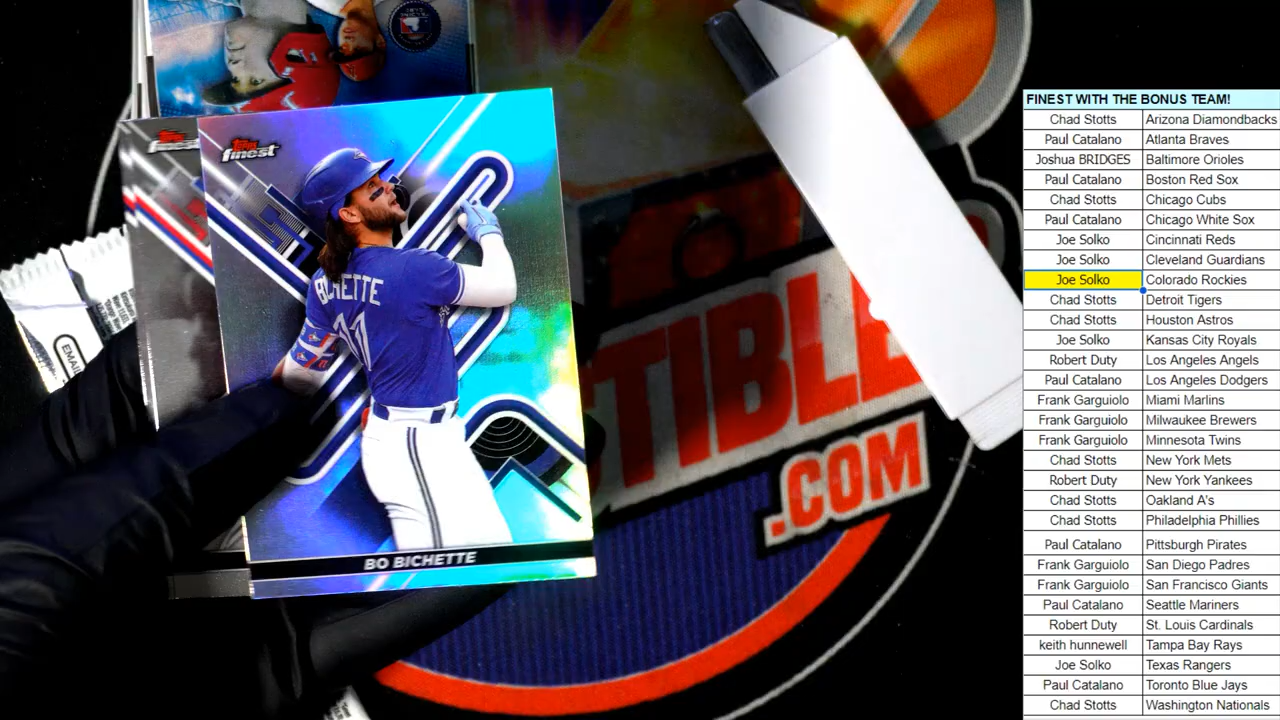 Topps
finest
Topps
finest
BICHETTE
11
BO BICHETTE
EMAIL
TIBLE
.COM
FINEST WITH THE BONUS TEAM!
Chad Stotts Arizona Diamondbacks
Paul Catalano Atlanta Braves
Joshua BRIDGES Baltimore Orioles
Paul Catalano Boston Red Sox
Chad Stotts Chicago Cubs
Paul Catalano Chicago White Sox
Joe Solko Cincinnati Reds
Joe Solko Cleveland Guardians
Joe Solko Colorado Rockies
Chad Stotts Detroit Tigers
Chad Stotts Houston Astros
Joe Solko Kansas City Royals
Robert Duty Los Angeles Angels
Paul Catalano Los Angeles Dodgers
Frank Garguiolo Miami Marlins
Frank Garguiolo Milwaukee Brewers
Frank Garguiolo Minnesota Twins
Chad Stotts New York Mets
Robert Duty New York Yankees
Chad Stotts Oakland A's
Chad Stotts Philadelphia Phillies
Paul Catalano Pittsburgh Pirates
Frank Garguiolo San Diego Padres
Frank Garguiolo San Francisco Giants
Paul Catalano Seattle Mariners
Robert Duty St. Louis Cardinals
keith hunnewell Tampa Bay Rays
Joe Solko Texas Rangers
Paul Catalano Toronto Blue Jays
Chad Stotts Washington Nationals